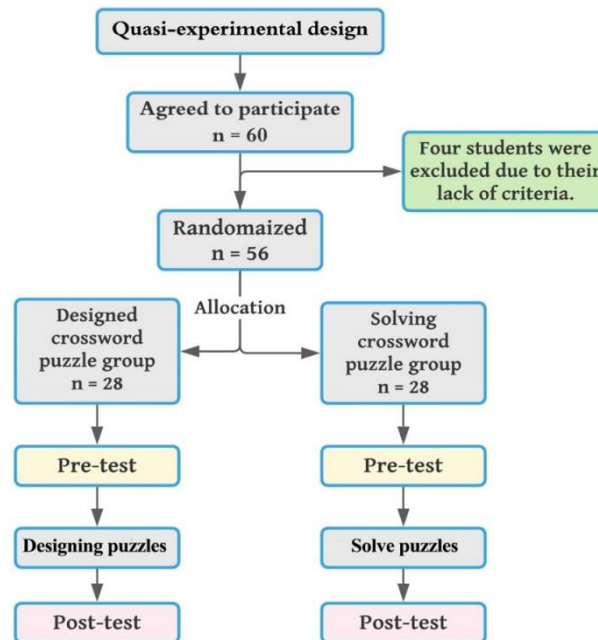 Quasi-experimental design
Agreed to participate
n = 60
Four students were
excluded due to their
lack of criteria.
Randomaized
n = 56
Allocation
Designed
crossword
puzzle group
n = 28
Solving
crossword
puzzle group
n = 28
Pre-test
Pre-test
Designing puzzles
Solve puzzles
Post-test
Post-test